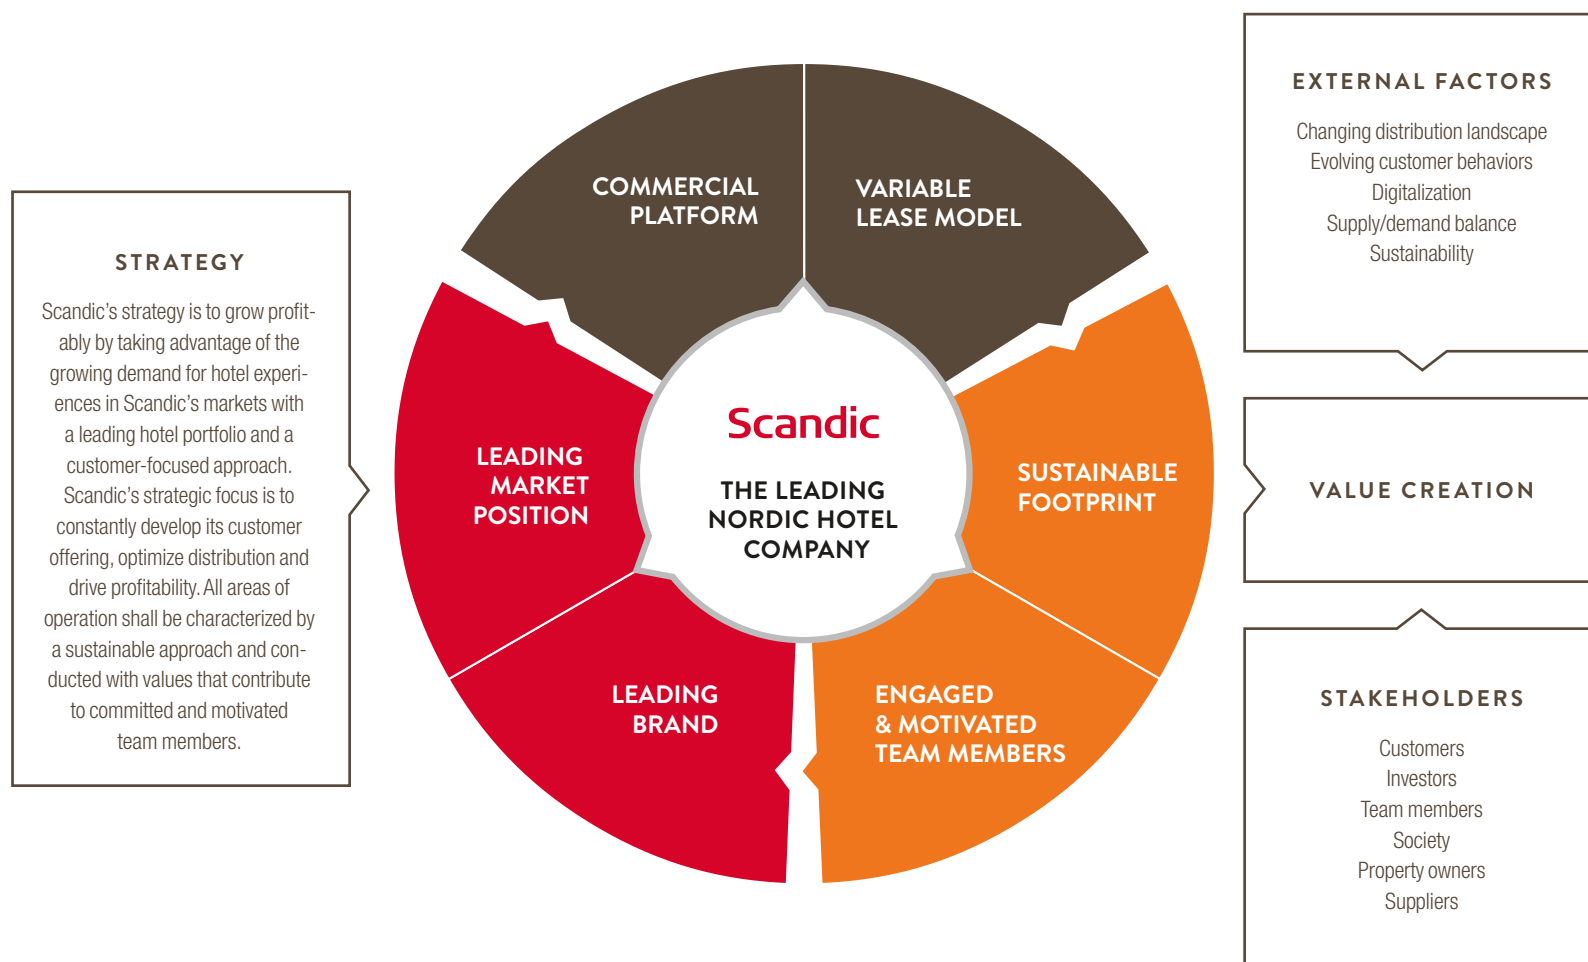 STRATEGY
Scandic's strategy is to grow profit-
ably by taking advantage of the
growing demand for hotel experi-
ences in Scandic's markets with
a leading hotel portfolio and a
customer-focused approach.
Scandic's strategic focus is to
constantly develop its customer
offering, optimize distribution and
drive profitability. All areas of
operation shall be characterized by
a sustainable approach and con-
ducted with values that contribute
to committed and motivated
team members.
COMMERCIAL
PLATFORM
VARIABLE
LEASE MODEL
LEADING
MARKET
POSITION
Scandic
THE LEADING
NORDIC HOTEL
COMPANY
SUSTAINABLE
FOOTPRINT
LEADING
BRAND
ENGAGED
& MOTIVATED
TEAM MEMBERS
EXTERNAL FACTORS
Changing distribution landscape
Evolving customer behaviors
Digitalization
Supply/demand balance
Sustainability
VALUE CREATION
STAKEHOLDERS
Customers
Investors
Team members
Society
Property owners
Suppliers